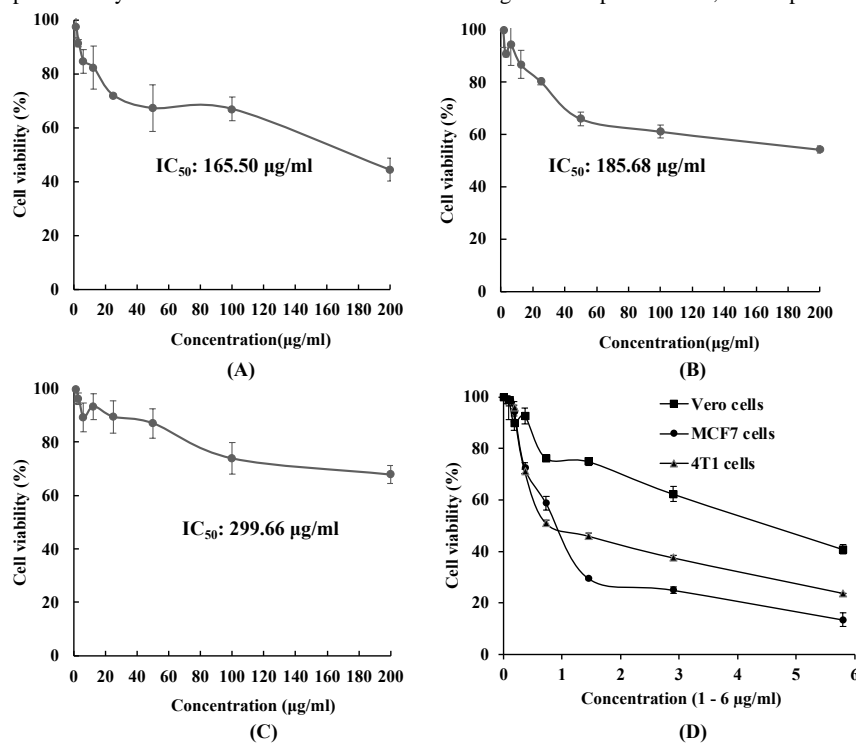 100
80
60
40
20
0
Cell viability (%)
IC50: 165.50 µg/ml
0 20 40 60 80 100 120 140 160 180 200
Concentration(µg/ml)
(A)
100
80
60
40
20
0
Cell viability (%)
IC50: 185.68 µg/ml
0 20 40 60 80 100 120 140 160 180 200
Concentration(µg/ml)
(B)
100
80
60
40
20
0
Cell viability (%)
IC50: 299.66 µg/ml
0 20 40 60 80 100 120 140 160 180 200
Concentration (µg/ml)
(C)
100
80
60
40
20
0
Cell viability (%)
Vero cells
MCF7 cells
4T1 cells
0 1 2 3 4 5 6
Concentration (1 - 6 µg/ml)
(D)